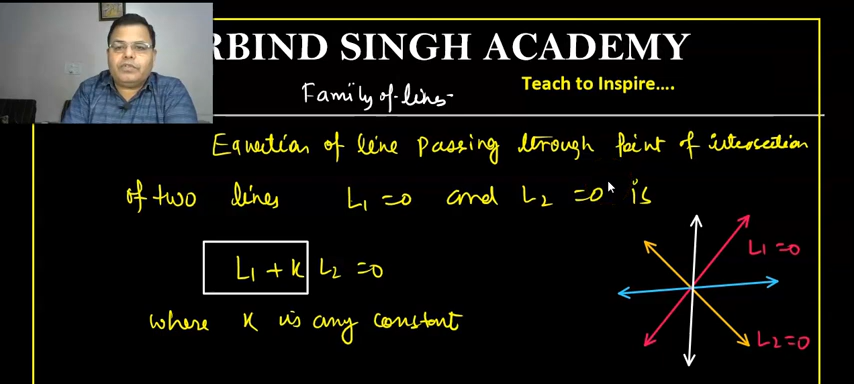 RBIND SINGH ACADEMY
Teach to Inspire....
Family of lines
Equation of line passing through point of intersection
of two lines L₁ = 0 and L₂ = 0 is
L₁ + K L₂ = 0
L₁ = 0
where K is any constant
L₂ = 0